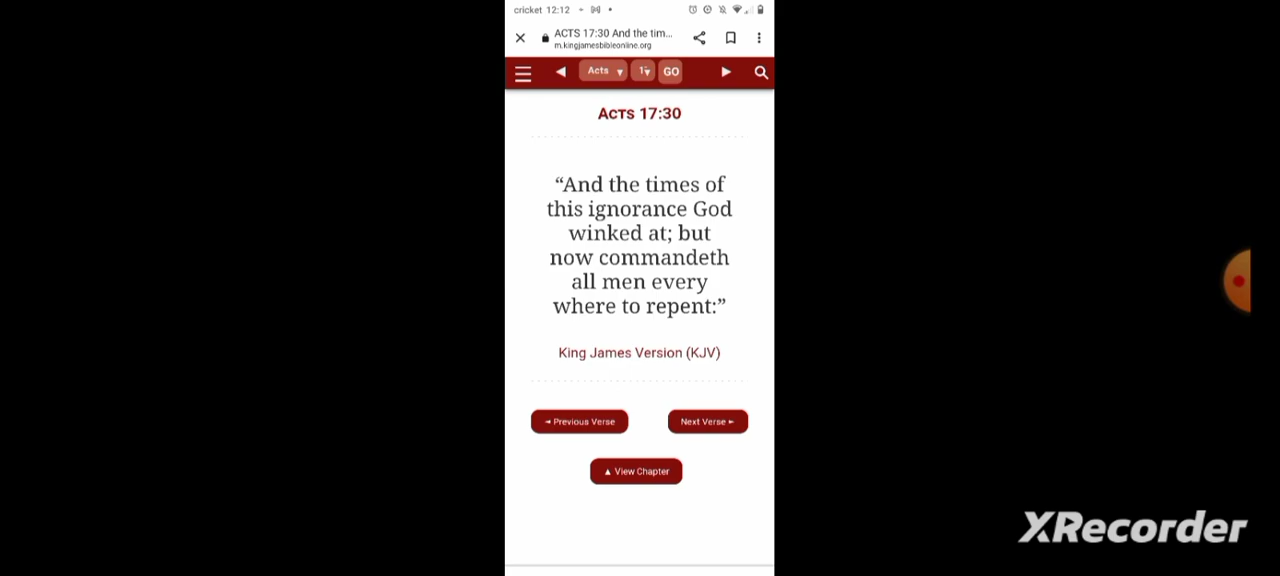 cricket 12:12
ACTS 17:30 And the tim...
m.kingjamesbibleonline.org
Acts
GO
ACTS 17:30
“And the times of
this ignorance God
winked at; but
now commandeth
all men every
where to repent:”
King James Version (KJV)
◄ Previous Verse
Next Verse ►
▲ View Chapter
XRecorder